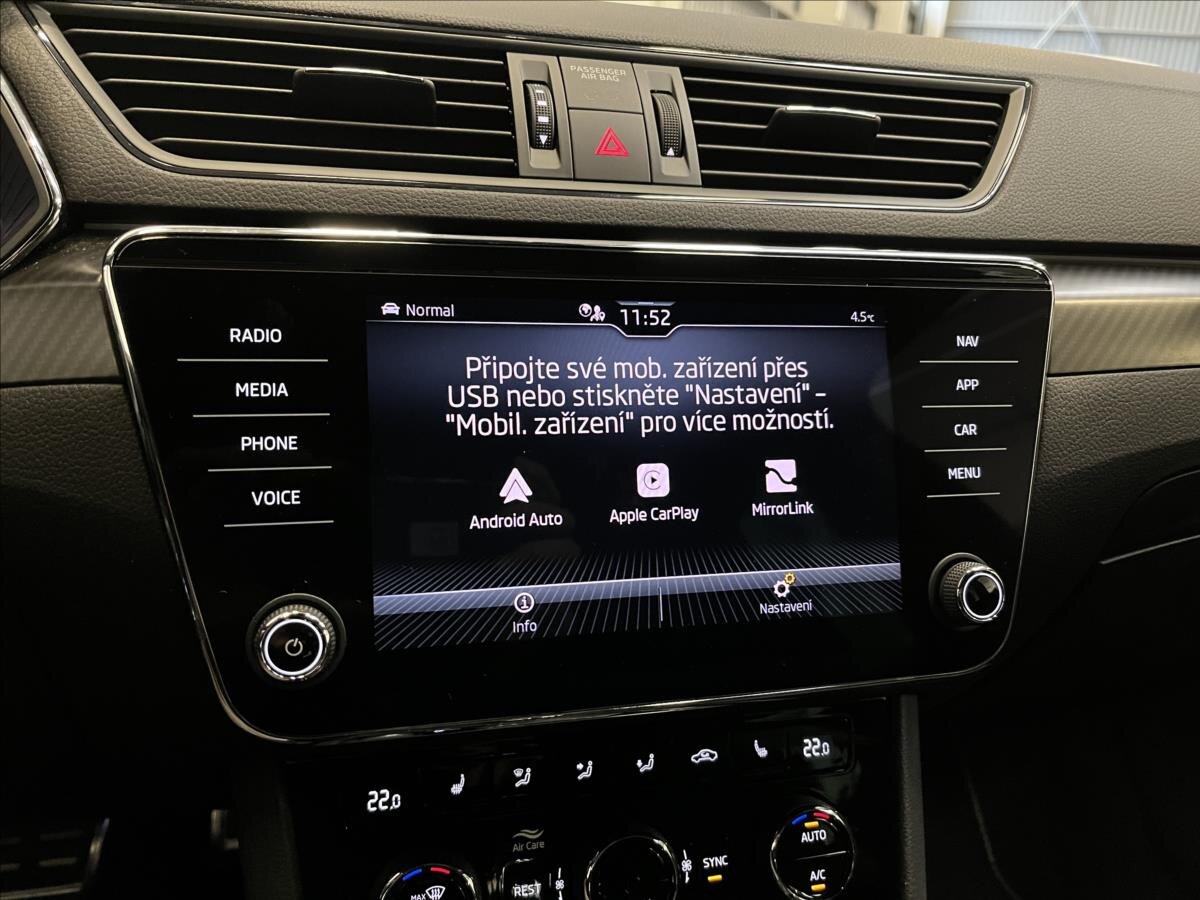 PASSENGER
AIR BAG
Normal
11:52
4.5°C
RADIO
MEDIA
PHONE
VOICE
Připojte své mob. zařízení přes
USB nebo stiskněte "Nastavení" –
"Mobil. zařízení" pro více možností.
Android Auto
Apple CarPlay
MirrorLink
Info
Nastavení
NAV
APP
CAR
MENU
22.0
22.0
Air Care
MAX
REST
SYNC
AUTO
A/C